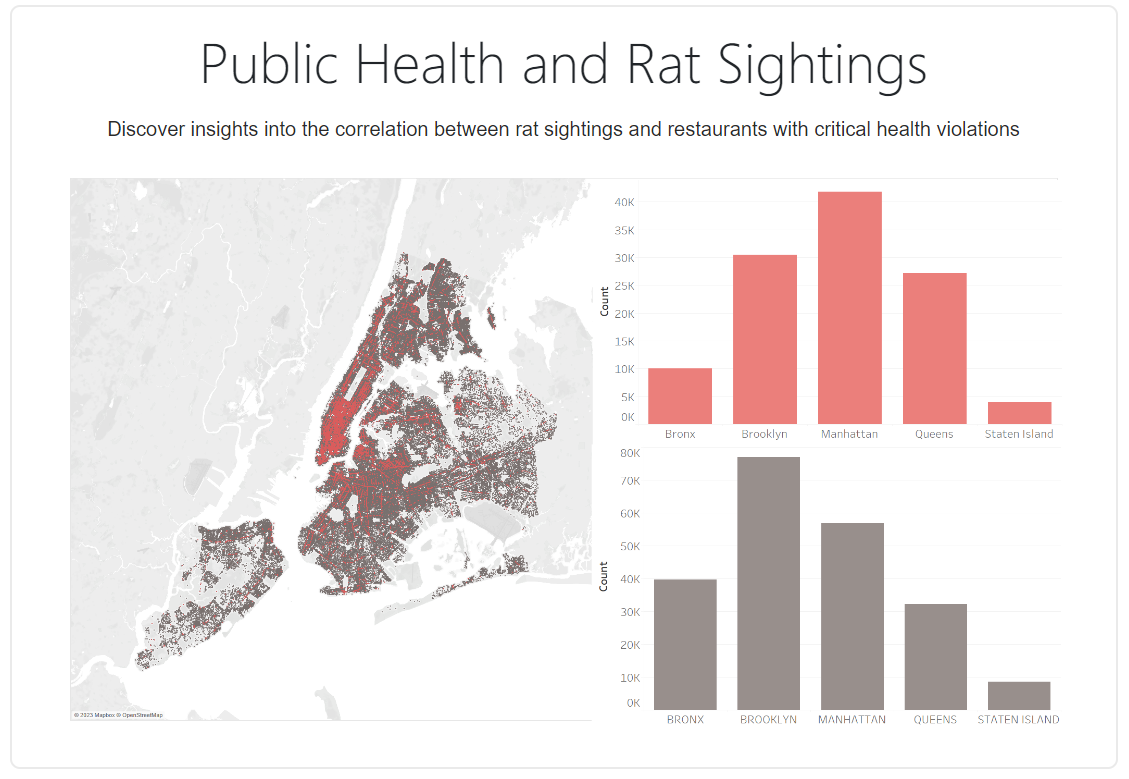 Public Health and Rat Sightings
Discover insights into the correlation between rat sightings and restaurants with critical health violations
© 2023 Mapbox © OpenStreetMap
Count
40K
35K
30K
25K
20K
15K
10K
5K
0K
Bronx Brooklyn Manhattan Queens Staten Island
Count
80K
70K
60K
50K
40K
30K
20K
10K
0K
BRONX BROOKLYN MANHATTAN QUEENS STATEN ISLAND